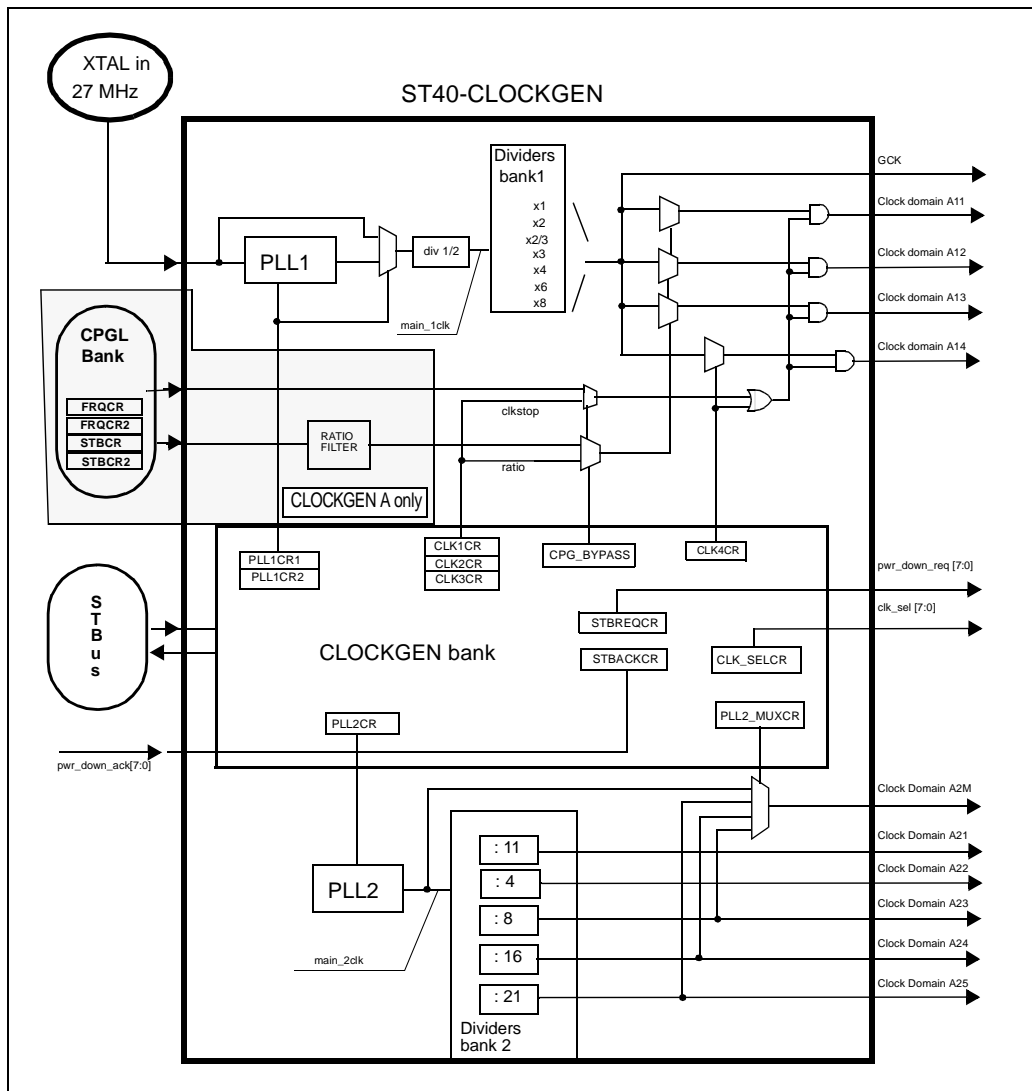 XTAL in
27 MHz
ST40-CLOCKGEN
Dividers
bank1
x1
x2
x2/3
x3
x4
x6
x8
GCK
Clock domain A11
Clock domain A12
Clock domain A13
Clock domain A14
PLL1
div 1/2
main_1clk
CPGL
Bank
FRQCR
FRQCR2
STBCR
STBCR2
RATIO
FILTER
clkstop
ratio
CLOCKGEN A only
PLL1CR1
PLL1CR2
CLK1CR
CLK2CR
CLK3CR
CPG_BYPASS
CLK4CR
pwr_down_req [7:0]
clk_sel [7:0]
S
T
B
u
s
STBREQCR
STBACKCR
CLK_SELCR
CLOCKGEN bank
PLL2CR
PLL2_MUXCR
pwr_down_ack[7:0]
Clock Domain A2M
Clock Domain A21
Clock Domain A22
Clock Domain A23
Clock Domain A24
Clock Domain A25
PLL2
main_2clk
: 11
: 4
: 8
: 16
: 21
Dividers
bank 2